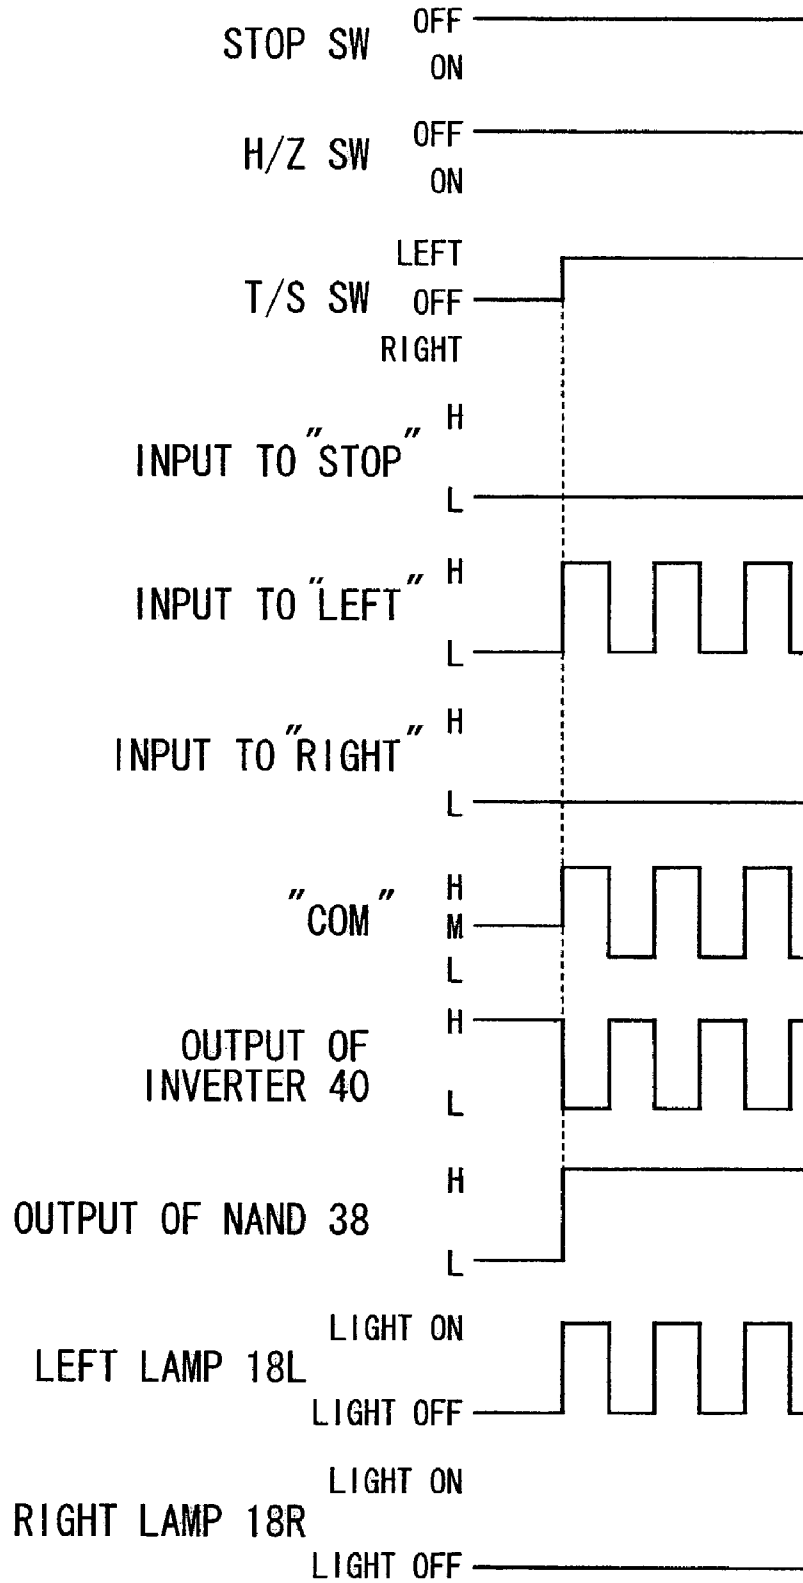 STOP SW
OFF
ON
H/Z SW
OFF
ON
T/S SW
LEFT
OFF
RIGHT
INPUT TO "STOP"
H
L
INPUT TO "LEFT"
H
L
INPUT TO "RIGHT"
H
L
"COM"
H
M
L
OUTPUT OF
INVERTER 40
H
L
OUTPUT OF NAND 38
H
L
LEFT LAMP 18L
LIGHT ON
LIGHT OFF
RIGHT LAMP 18R
LIGHT ON
LIGHT OFF